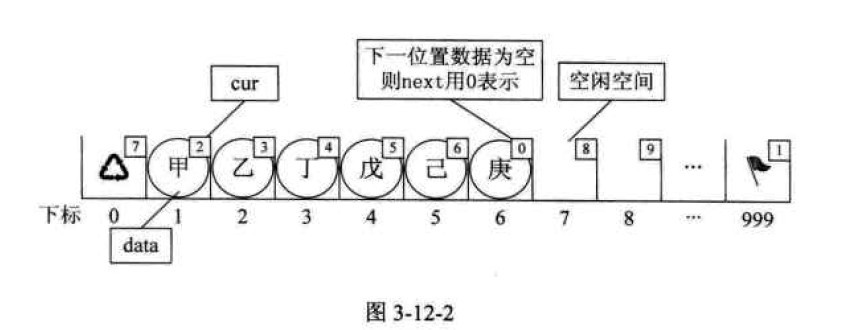 下一位置数据为空
则next用0表示
cur
空闲空间
7 2 3 4 5 6 0 8 9 1
甲 乙 丁 戊 己 庚 ...
下标 0 1 2 3 4 5 6 7 8 ... 999
data
图 3-12-2